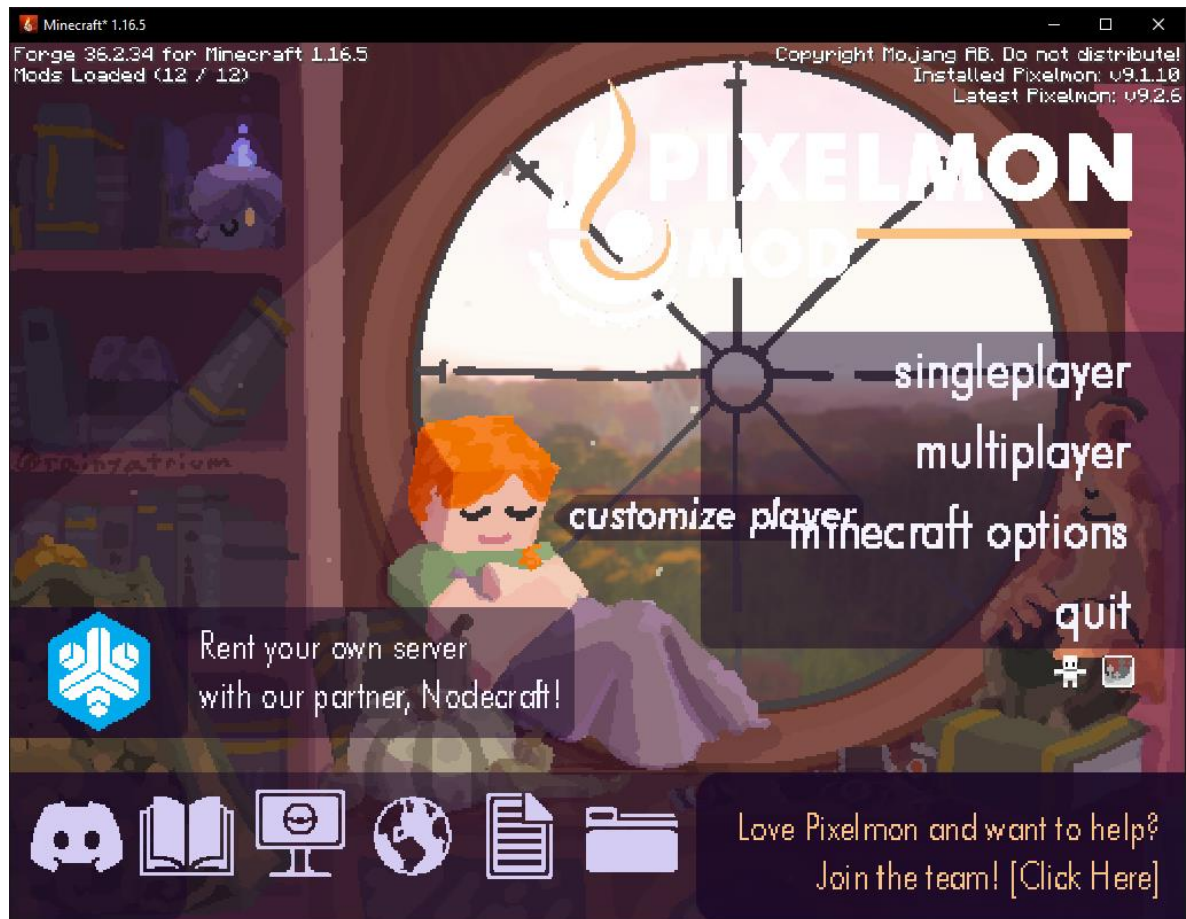 Minecraft* 1.16.5
Forge 36.2.34 for Minecraft 1.16.5
Mods Loaded (12 / 12)
Copyright Mojang AB. Do not distribute!
Installed Pixelmon: v9.1.10
Latest Pixelmon: v9.2.6
PIXELMON
MOD
singleplayer
multiplayer
@rainyatrium
customize player
minecraft options
quit
Rent your own server
with our partner, Nodecraft!
Love Pixelmon and want to help?
Join the team! [Click Here]